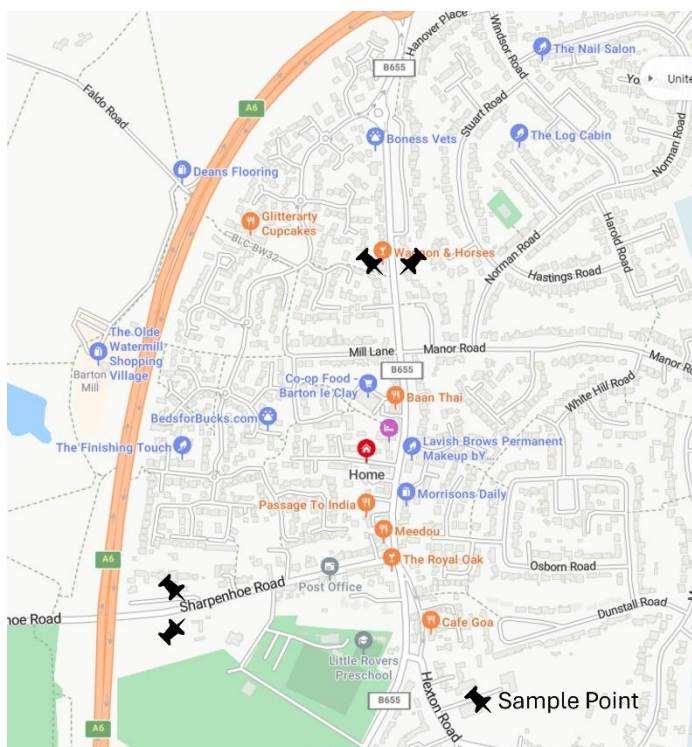 Hanover Place
Windsor Road
The Nail Salon
B655
Yo
Unite
Faldo Road
A6
Stuart Road
Boness Vets
The Log Cabin
Norman Road
Deans Flooring
Glitterarty
Cupcakes
BLC-BW32
Waggon & Horses
Norman Road
Harold Road
Hastings Road
The Olde
Watermill
Shopping
Village
Barton
Mill
Mill Lane
Manor Road
Manor Ro
B655
Co-op Food
Barton le Clay
Baan Thai
White Hill Road
BedsforBucks.com
The Finishing Touch
Lavish Brows Permanent
Makeup bY....
Home
Passage To India
Morrisons Daily
Meedou
A6
The Royal Oak
Post Office
Osborn Road
Sharpenhoe Road
hoe Road
Dunstall Road
Cafe Goa
Little Rovers
Preschool
Hexton Road
B655
Sample Point
A6